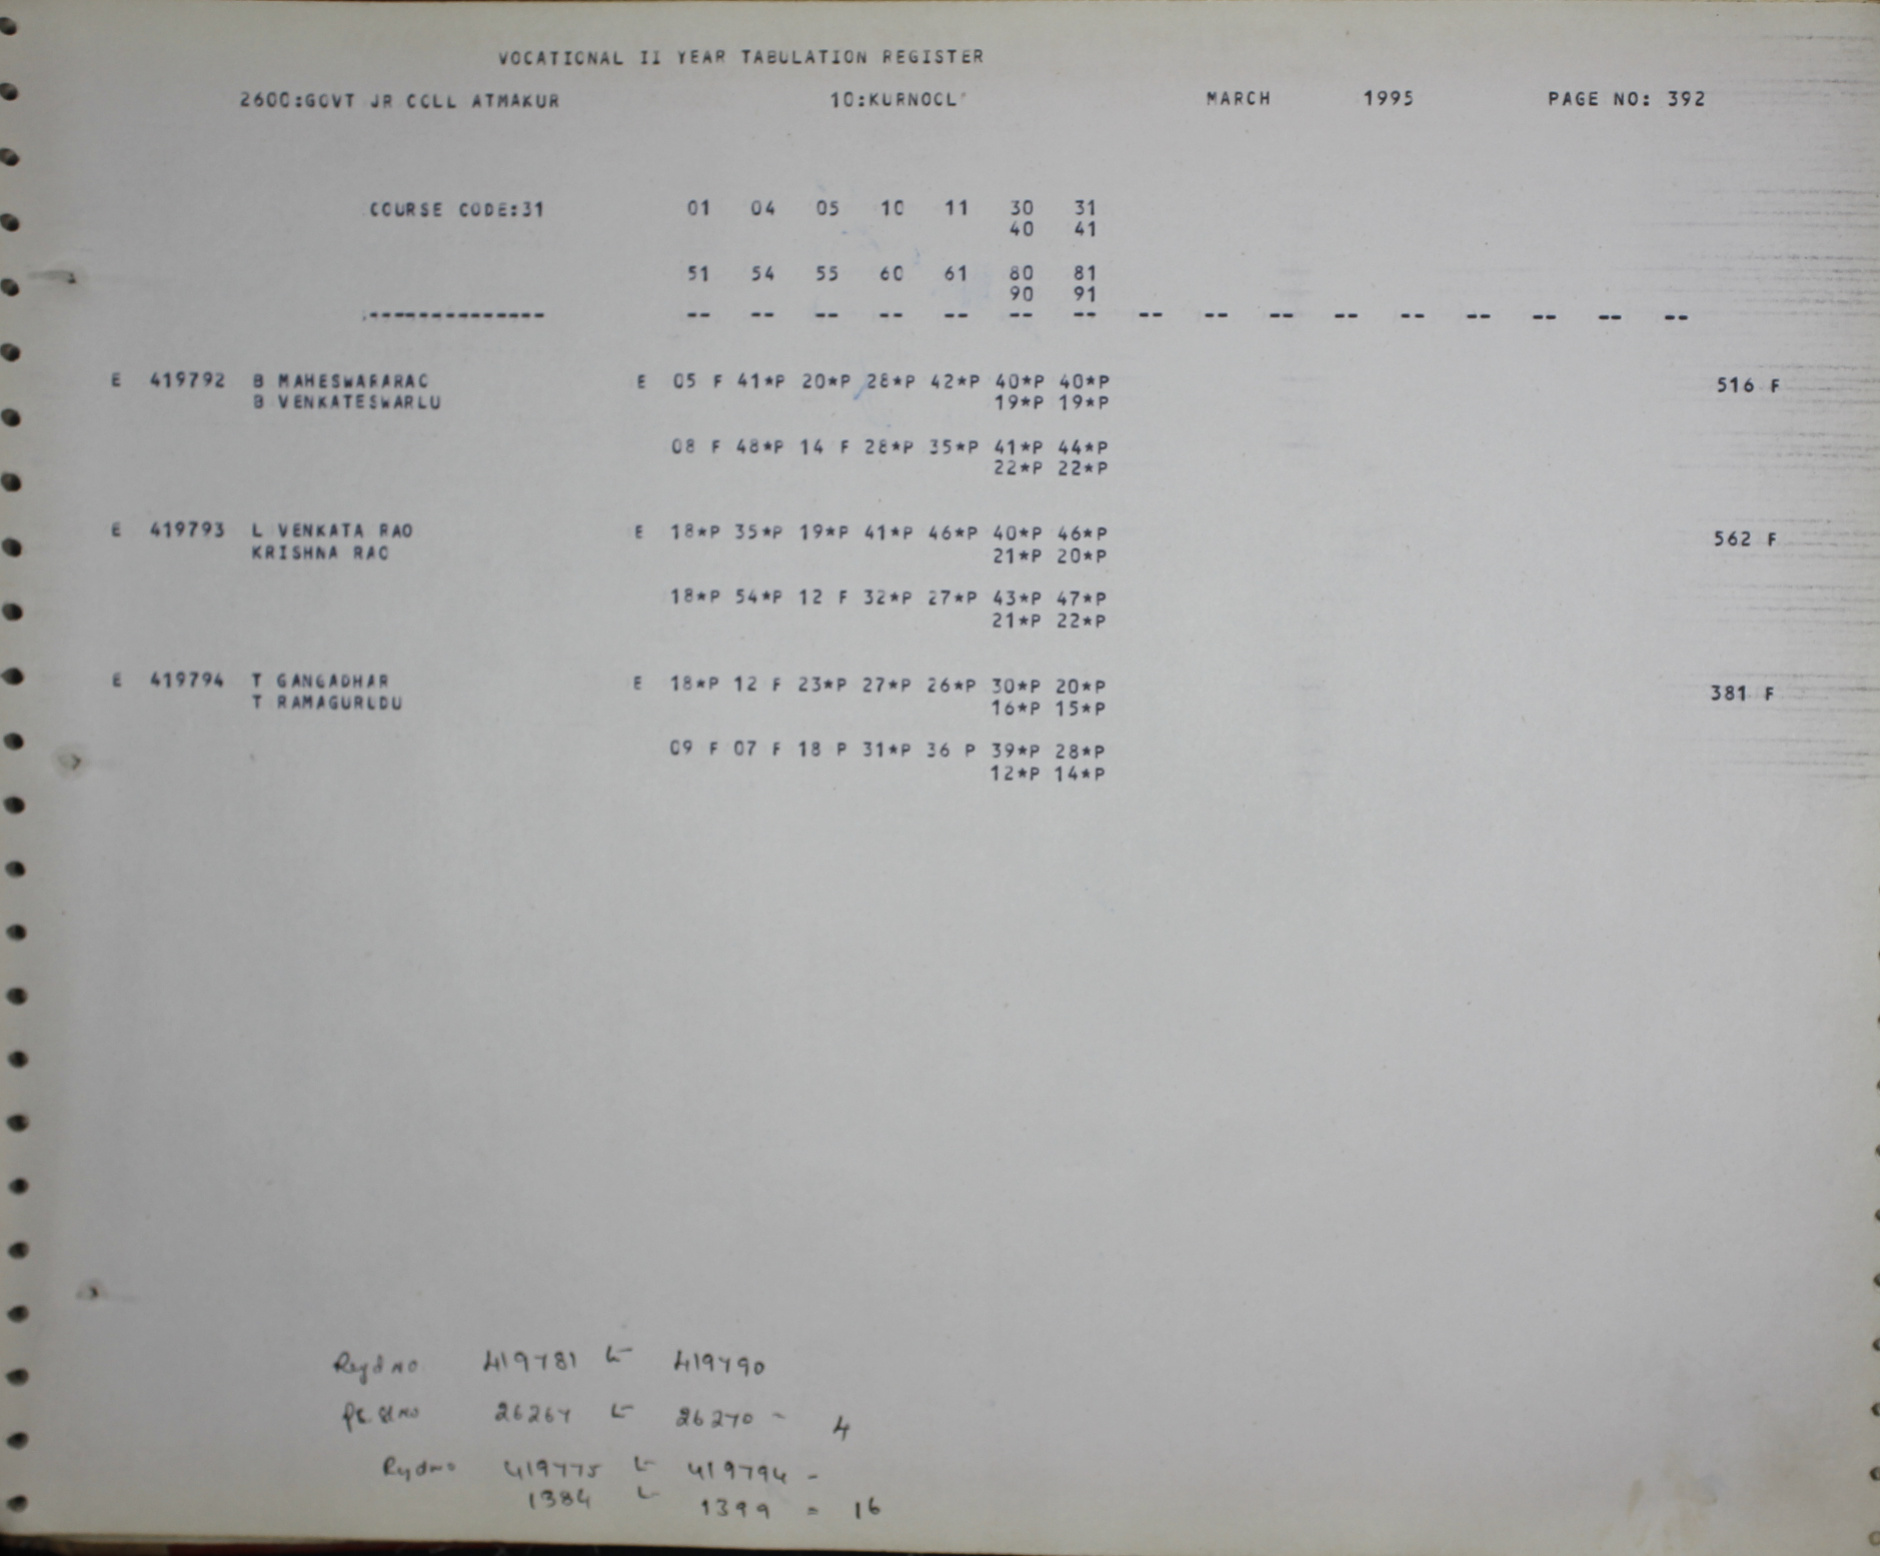 VOCATIONAL II YEAR TABULATION REGISTER
2600:GOVT JR COLL ATMAKUR 10:KURNOOL MARCH 1995 PAGE NO: 392
COURSE CODE:31 01 04 05 10 11 30 31
40 41
51 54 55 60 61 80 81
90 91
-------------- -- -- -- -- -- -- -- -- -- -- -- -- -- -- -- --
E 419792 B MAHESWARARAO E 05 F 41*P 20*P 28*P 42*P 40*P 40*P 516 F
B VENKATESWARLU 19*P 19*P
08 F 48*P 14 F 28*P 35*P 41*P 44*P
22*P 22*P
E 419793 L VENKATA RAO E 18*P 35*P 19*P 41*P 46*P 40*P 46*P 562 F
KRISHNA RAO 21*P 20*P
18*P 54*P 12 F 32*P 27*P 43*P 47*P
21*P 22*P
E 419794 T GANGADHAR E 18*P 12 F 23*P 27*P 26*P 30*P 20*P 381 F
T RAMAGURUDU 16*P 15*P
09 F 07 F 18 P 31*P 36 P 39*P 28*P
12*P 14*P
Regd no 419781 419790
26267 26270 - 4
Regd no 419775 419794 -
1384 1399 = 16